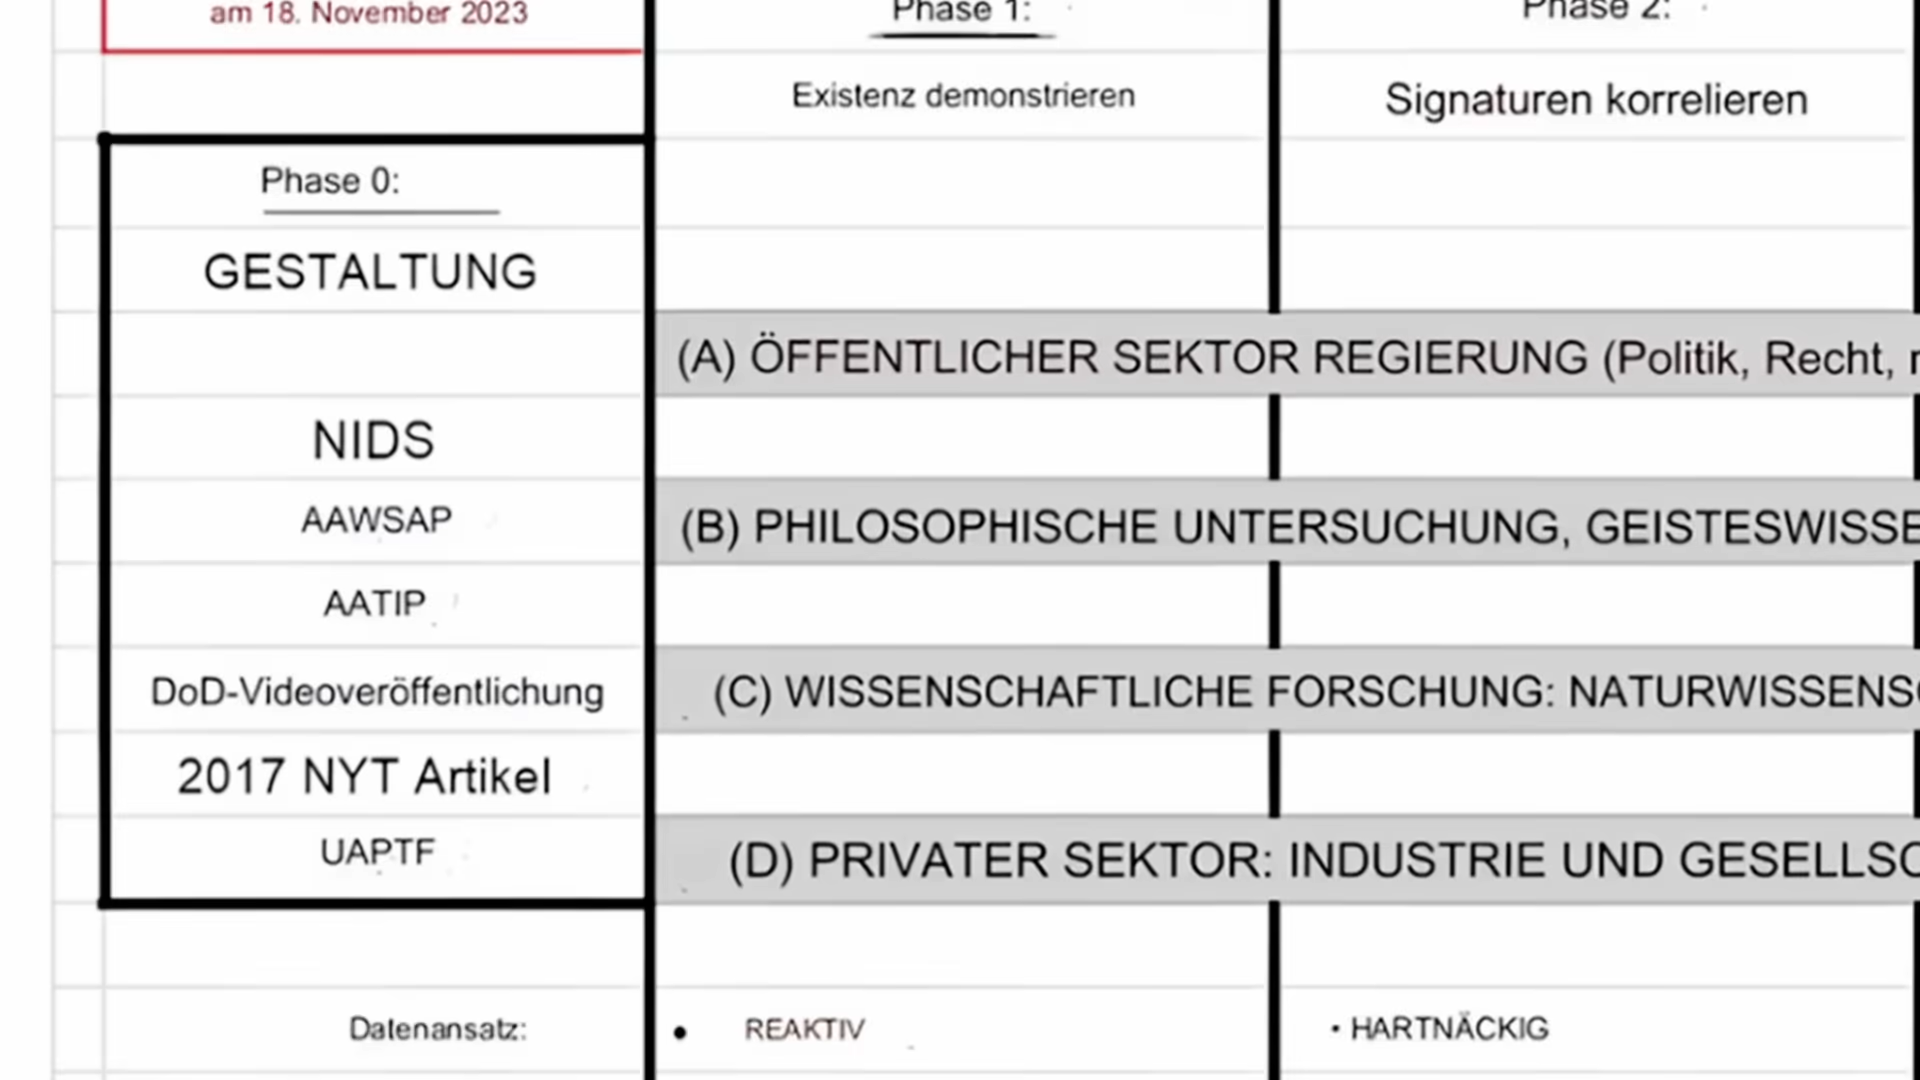 am 18. November 2023
Phase 1:
Phase 2:
Existenz demonstrieren
Signaturen korrelieren
Phase 0:
GESTALTUNG
(A) ÖFFENTLICHER SEKTOR REGIERUNG (Politik, Recht,
NIDS
AAWSAP
(B) PHILOSOPHISCHE UNTERSUCHUNG, GEISTESWISSE
AATIP
DoD-Videoveröffentlichung
(C) WISSENSCHAFTLICHE FORSCHUNG: NATURWISSENS
2017 NYT Artikel
UAPTF
(D) PRIVATER SEKTOR: INDUSTRIE UND GESELLSC
Datenansatz:
• REAKTIV
• HARTNÄCKIG